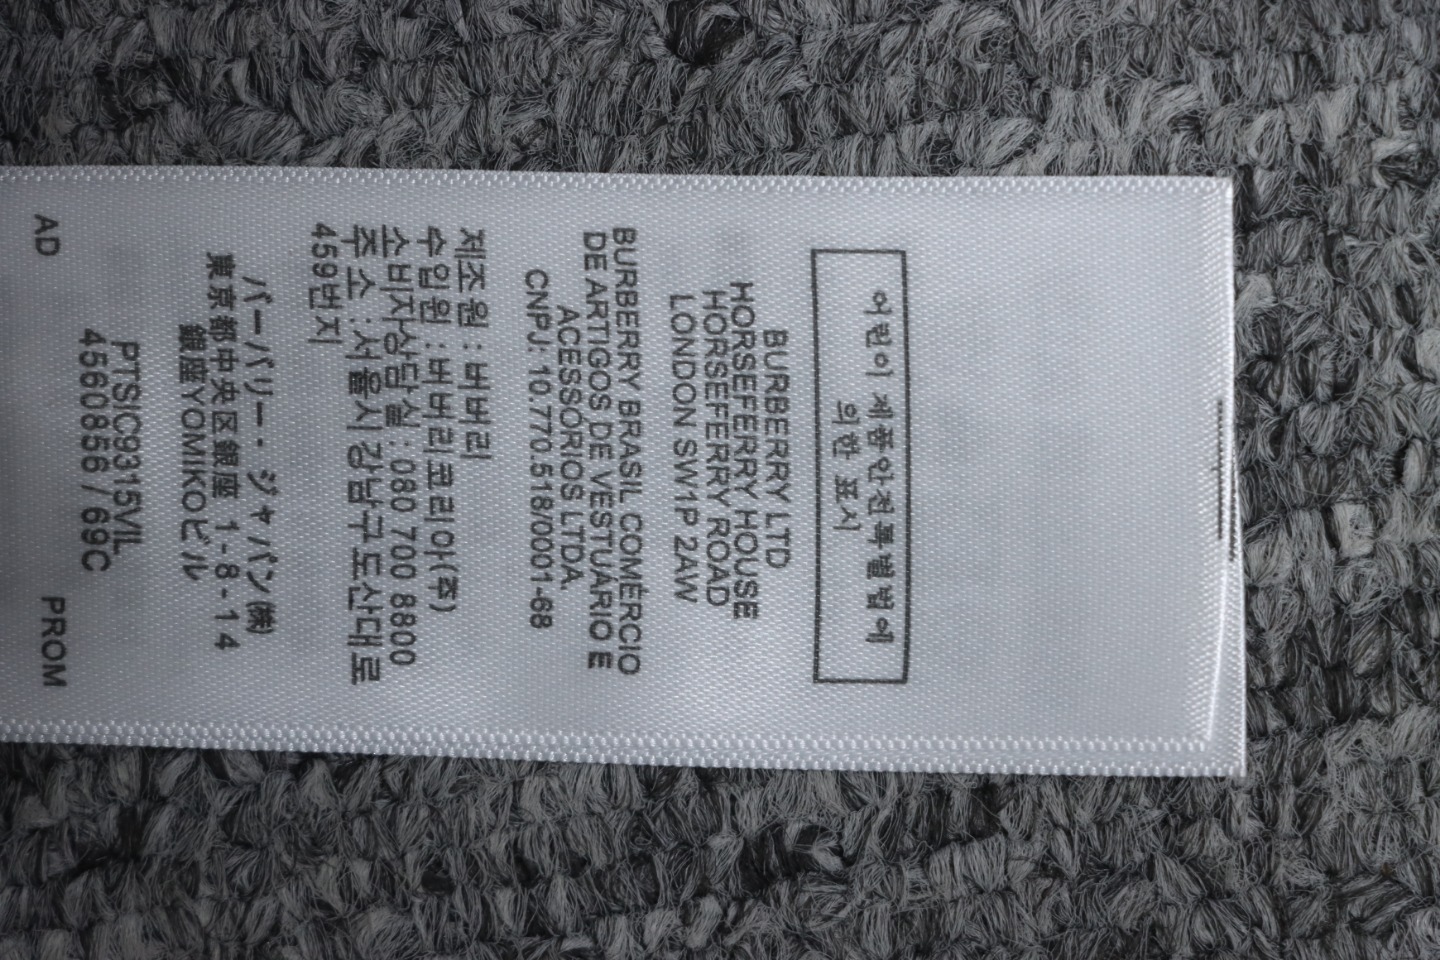 어린이 제품안전특별법에
의한 표시
BURBERRY LTD
HORSEFERRY HOUSE
HORSEFERRY ROAD
LONDON SW1P 2AW
BURBERRY BRASIL COMÉRCIO
DE ARTIGOS DE VESTUÁRIO E
ACESSORIOS LTDA.
CNPJ: 10.770.518/0001-68
제조원 : 버버리
수입원 : 버버리코리아(주)
소비자상담실 : 080 700 8800
주소 : 서울시 강남구 도산대로
459번지
バーバリー・ジャパン㈱
東京都中央区銀座 1-8-14
銀座YOMIKOビル
PTSIC9315VIL
4560856 / 69C
AD PROM